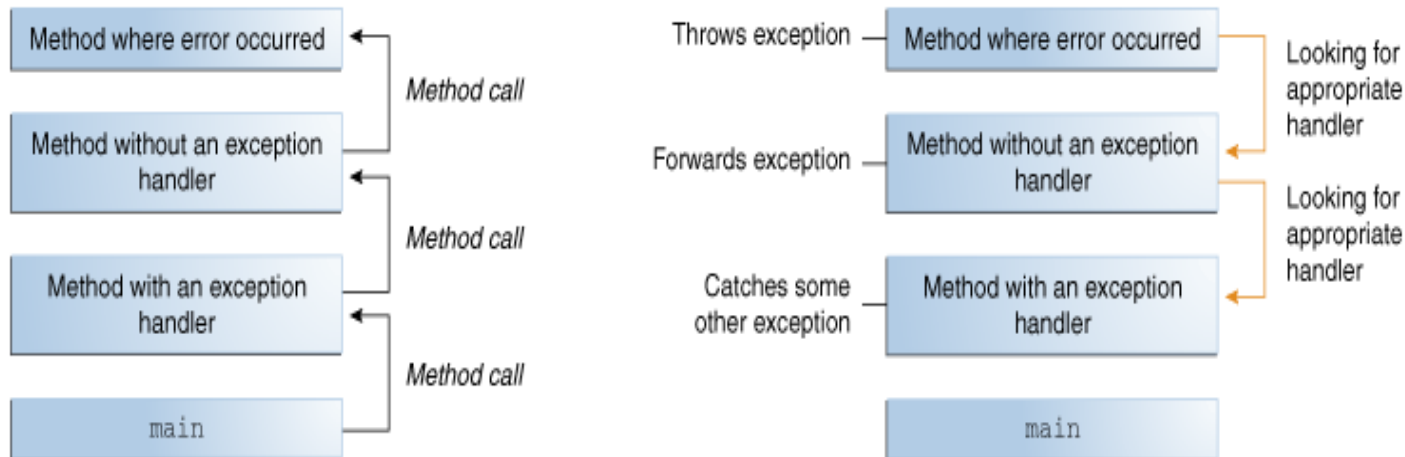 Method where error occurred
Method call
Method without an exception
handler
Method call
Method with an exception
handler
Method call
main
Throws exception
Method where error occurred
Looking for
appropriate
handler
Forwards exception
Method without an exception
handler
Looking for
appropriate
handler
Catches some
other exception
Method with an exception
handler
main